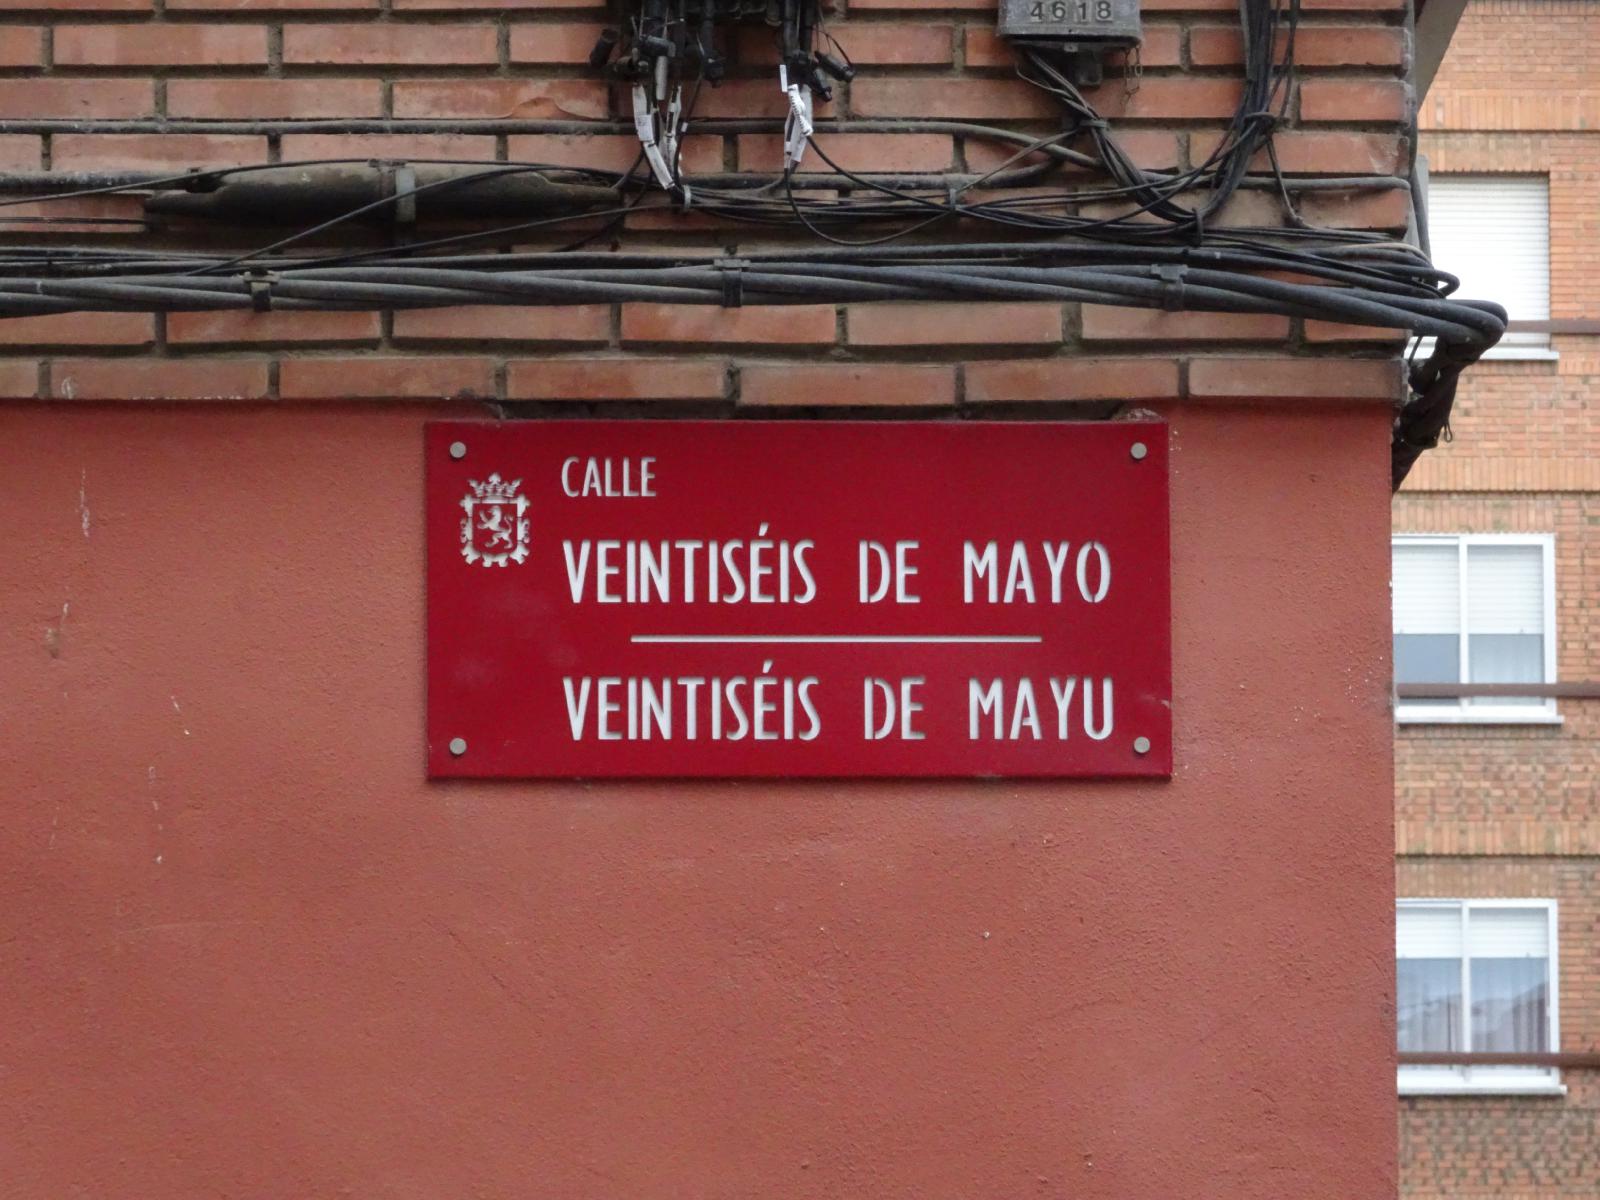 4618
CALLE
VEINTISÉIS DE MAYO
VEINTISÉIS DE MAYU